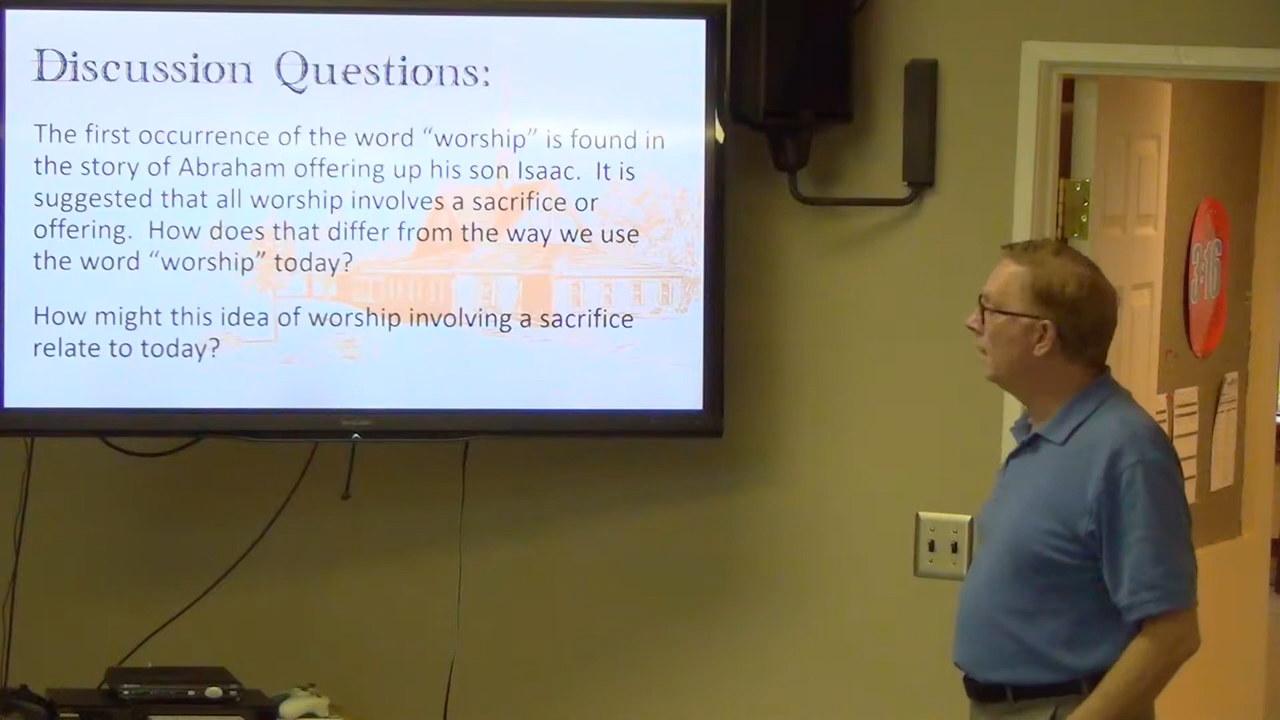 Discussion Questions:
The first occurrence of the word “worship” is found in
the story of Abraham offering up his son Isaac.  It is
suggested that all worship involves a sacrifice or
offering.  How does that differ from the way we use
the word “worship” today?
How might this idea of worship involving a sacrifice
relate to today?
3:16